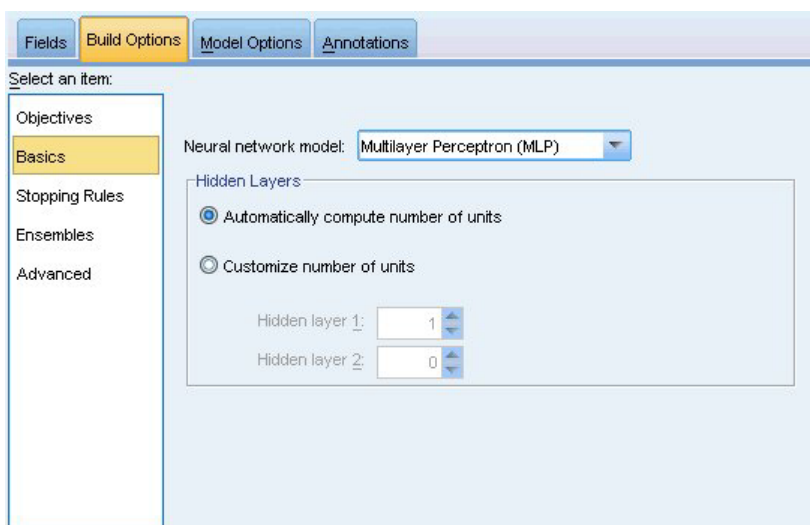 Fields Build Options Model Options Annotations
Select an item:
Objectives
Basics
Stopping Rules
Ensembles
Advanced
Neural network model: Multilayer Perceptron (MLP)
Hidden Layers
Automatically compute number of units
Customize number of units
Hidden layer 1: 1
Hidden layer 2: 0